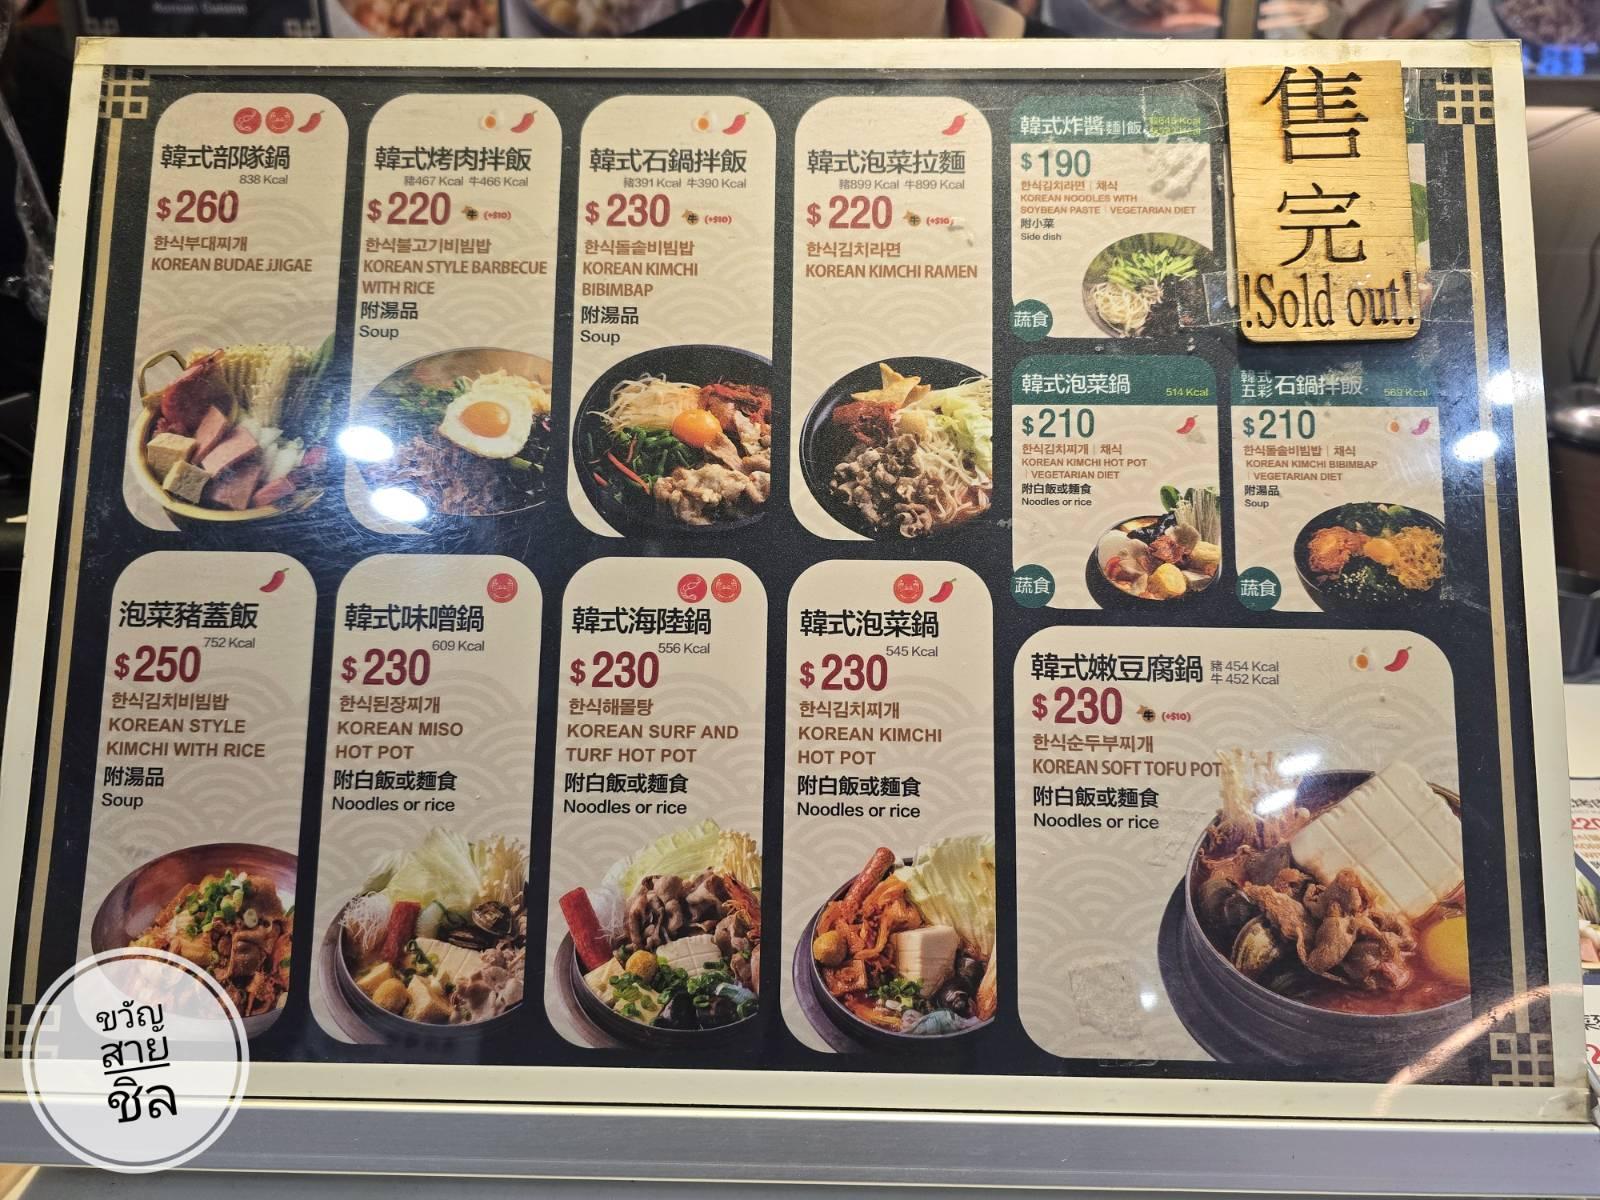 韓式部隊鍋
838 Kcal
$260
한식부대찌개
KOREAN BUDAE JJIGAE
韓式烤肉拌飯
豬467 Kcal 牛466 Kcal
$220 牛 (+$10)
한식불고기비빔밥
KOREAN STYLE BARBECUE
WITH RICE
附湯品
Soup
韓式石鍋拌飯
豬391 Kcal 牛390 Kcal
$230 牛 (+$10)
한식돌솥비빔밥
KOREAN KIMCHI
BIBIMBAP
附湯品
Soup
韓式泡菜拉麵
豬899 Kcal 牛899 Kcal
$220 牛 (+$10)
한식김치라면
KOREAN KIMCHI RAMEN
韓式炸醬麵|飯
$190
한식김치라면 | 채식
KOREAN NOODLES WITH
SOYBEAN PASTE | VEGETARIAN DIET
附小菜
Side dish
蔬食
售
完
!Sold out!
韓式泡菜鍋
514 Kcal
$210
한식김치찌개 | 채식
KOREAN KIMCHI HOT POT
| VEGETARIAN DIET
附白飯或麵食
Noodles or rice
蔬食
韓式
五彩 石鍋拌飯
569 Kcal
$210
한식돌솥비빔밥 | 채식
KOREAN KIMCHI BIBIMBAP
| VEGETARIAN DIET
附湯品
Soup
蔬食
泡菜豬蓋飯
752 Kcal
$250
한식김치비빔밥
KOREAN STYLE
KIMCHI WITH RICE
附湯品
Soup
韓式味噌鍋
609 Kcal
$230
한식된장찌개
KOREAN MISO
HOT POT
附白飯或麵食
Noodles or rice
韓式海陸鍋
556 Kcal
$230
한식해물탕
KOREAN SURF AND
TURF HOT POT
附白飯或麵食
Noodles or rice
韓式泡菜鍋
545 Kcal
$230
한식김치찌개
KOREAN KIMCHI
HOT POT
附白飯或麵食
Noodles or rice
韓式嫩豆腐鍋
豬 454 Kcal
牛 452 Kcal
$230 牛 (+$10)
한식순두부찌개
KOREAN SOFT TOFU POT
附白飯或麵食
Noodles or rice
ขวัญ
สาย
ชิล